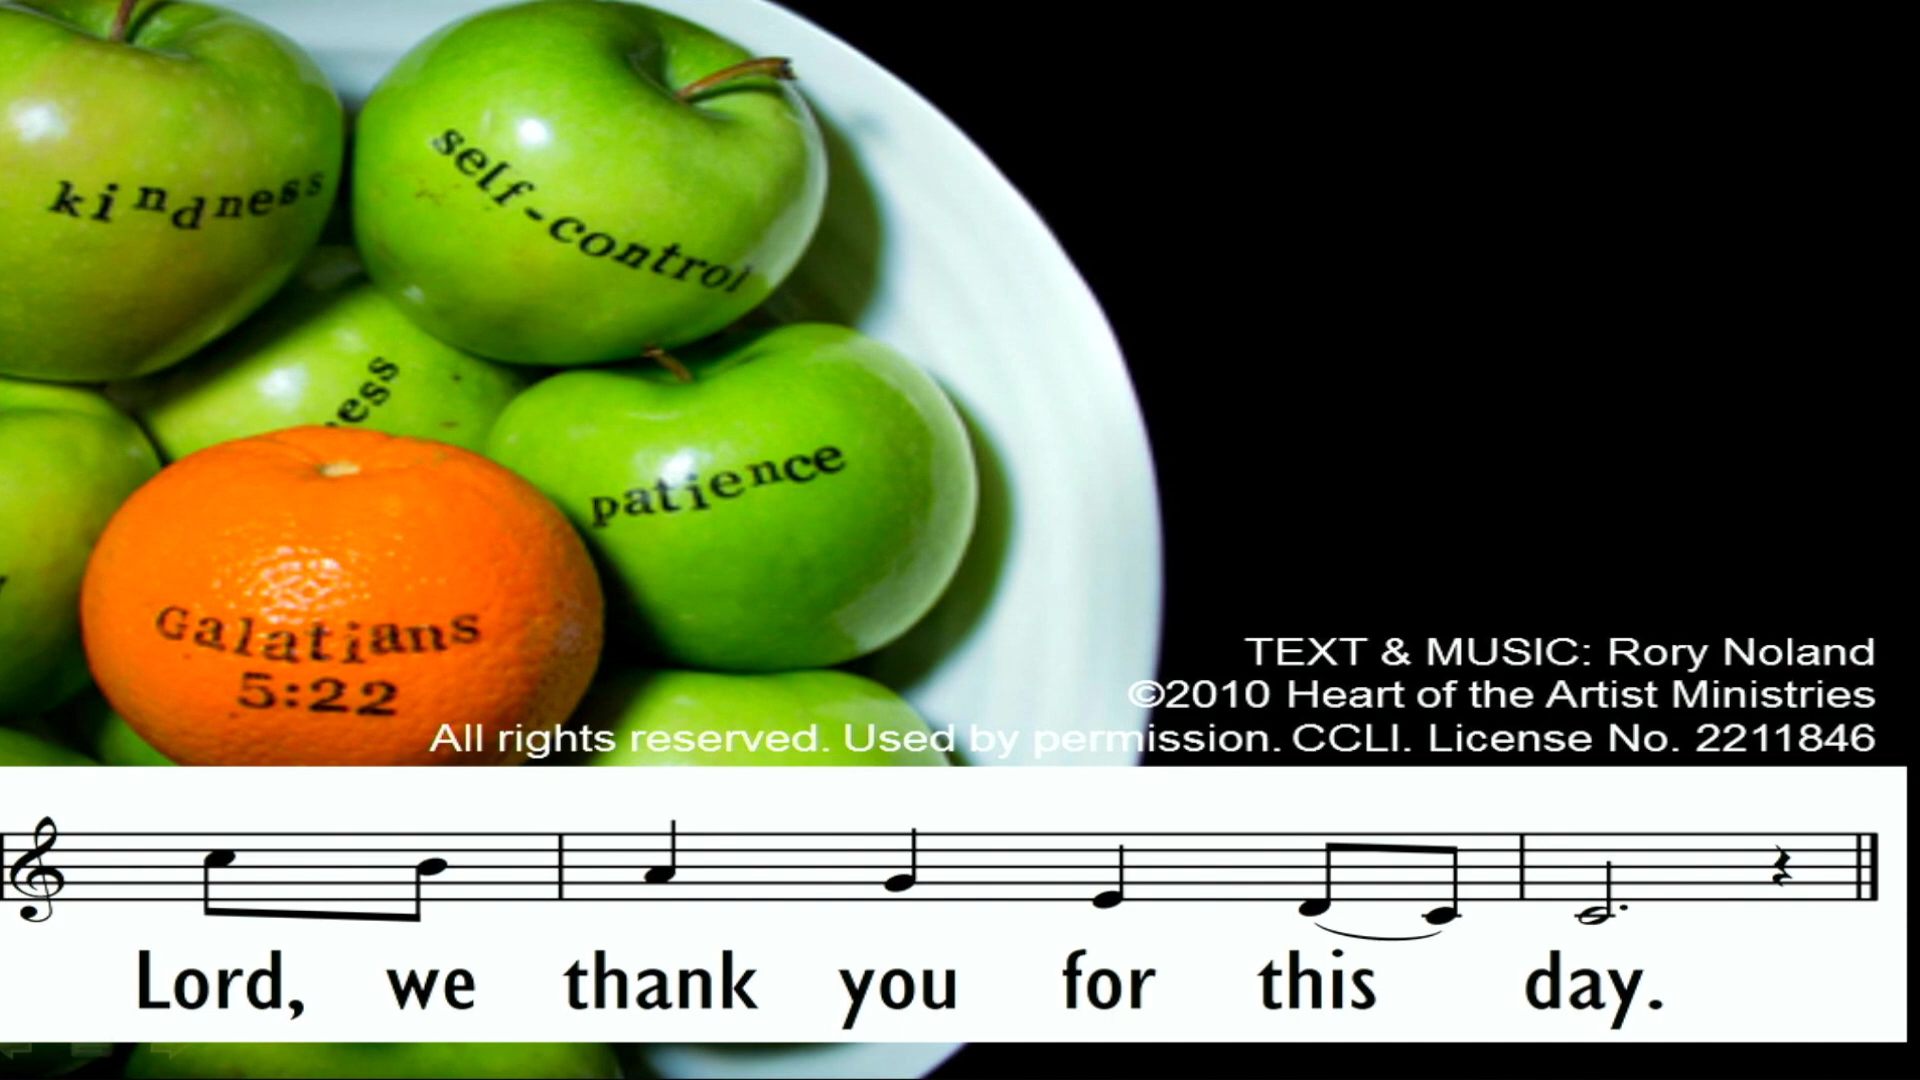 kindness
self-control
ess
patience
Galatians
5:22
TEXT & MUSIC: Rory Noland
©2010 Heart of the Artist Ministries
All rights reserved. Used by permission. CCLI. License No. 2211846
Lord, we thank you for this day.